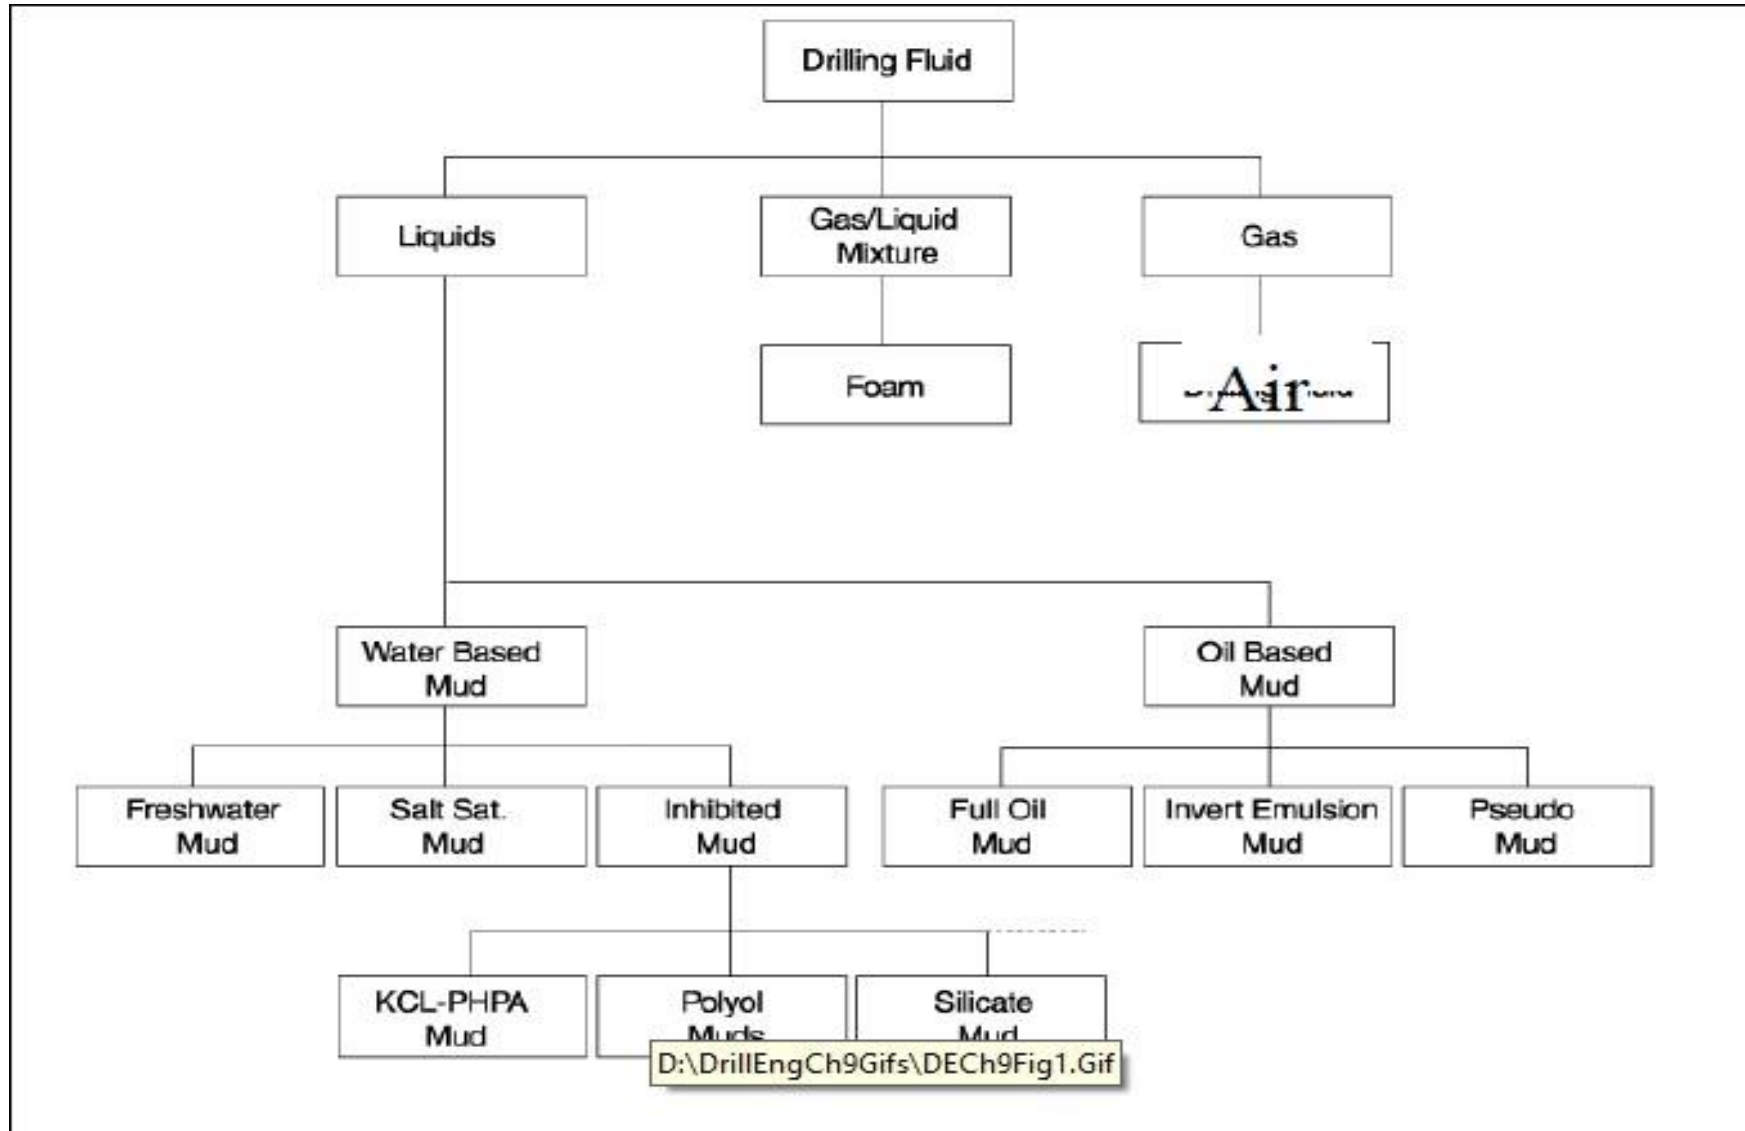 Drilling Fluid
Liquids
Gas/Liquid
Mixture
Gas
Foam
Air
Water Based
Mud
Oil Based
Mud
Freshwater
Mud
Salt Sat.
Mud
Inhibited
Mud
Full Oil
Mud
Invert Emulsion
Mud
Pseudo
Mud
KCL-PHPA
Mud
Polyol
Muds
Silicate
Mud
D:\DrillEngCh9Gifs\DECh9Fig1.Gif